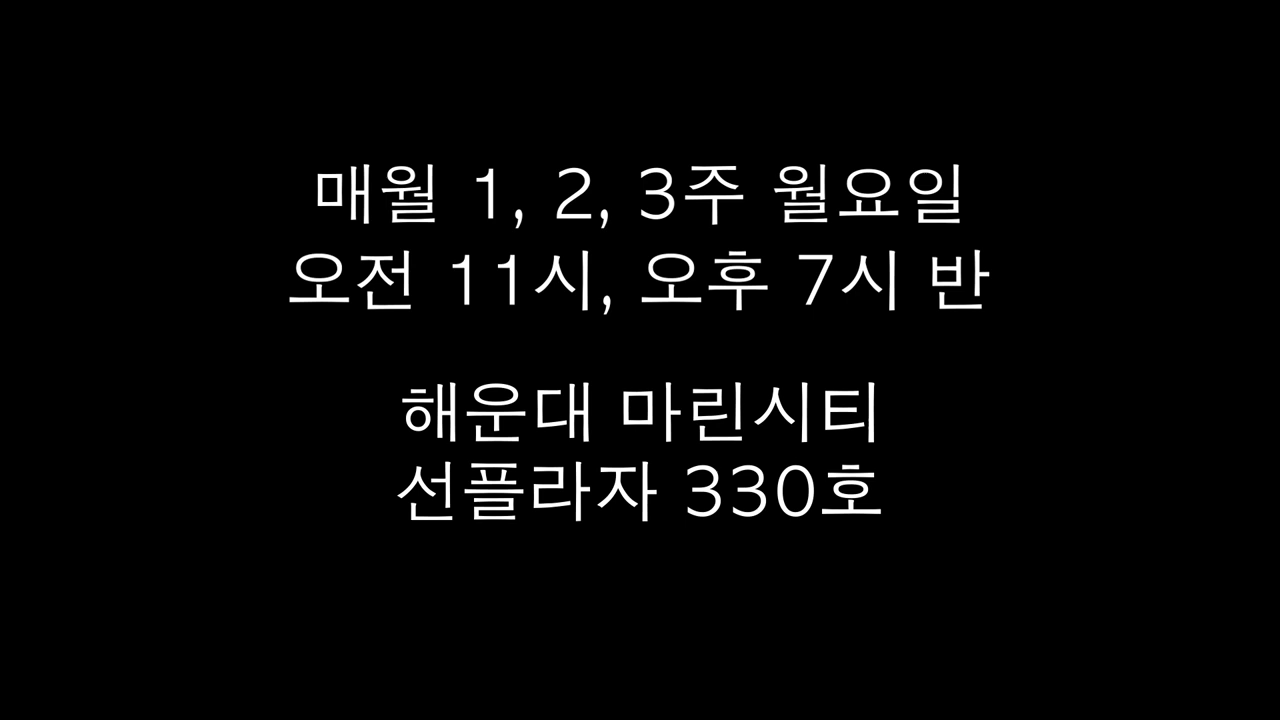 매월 1, 2, 3주 월요일
오전 11시, 오후 7시 반
해운대 마린시티
선플라자 330호